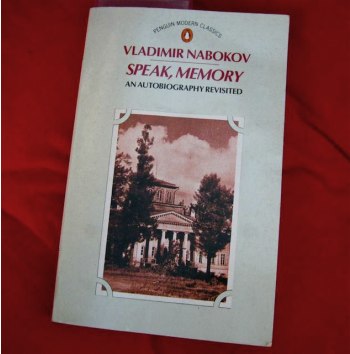 PENGUIN MODERN CLASSICS
VLADIMIR NABOKOV
SPEAK, MEMORY
AN AUTOBIOGRAPHY REVISITED